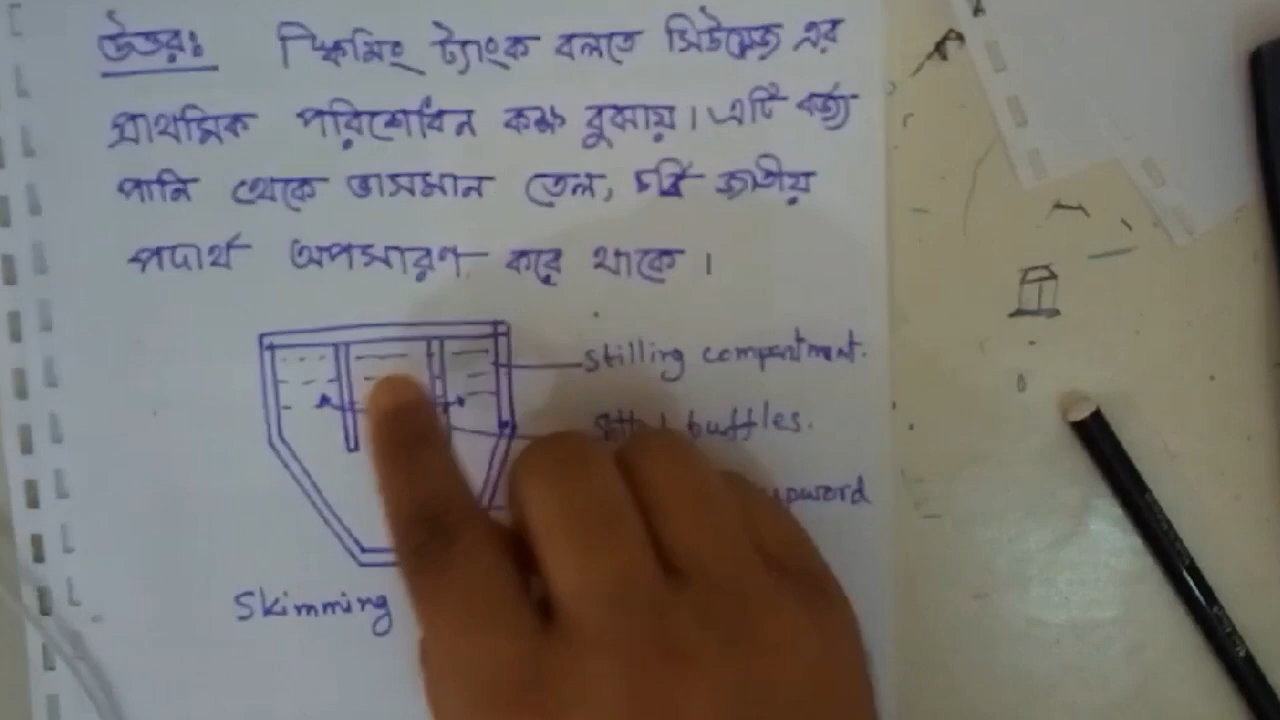 উত্তরঃ স্কিমিং ট্যাংক বলতে সিউয়েজ এর
প্রাথমিক পরিশোধন কক্ষ বুঝায়। এটি বর্জ্য
পানি থেকে ভাসমান তেল, চর্বি জাতীয়
পদার্থ অপসারণ করে থাকে।
stilling compartment.
buffles.
upword
Skimming